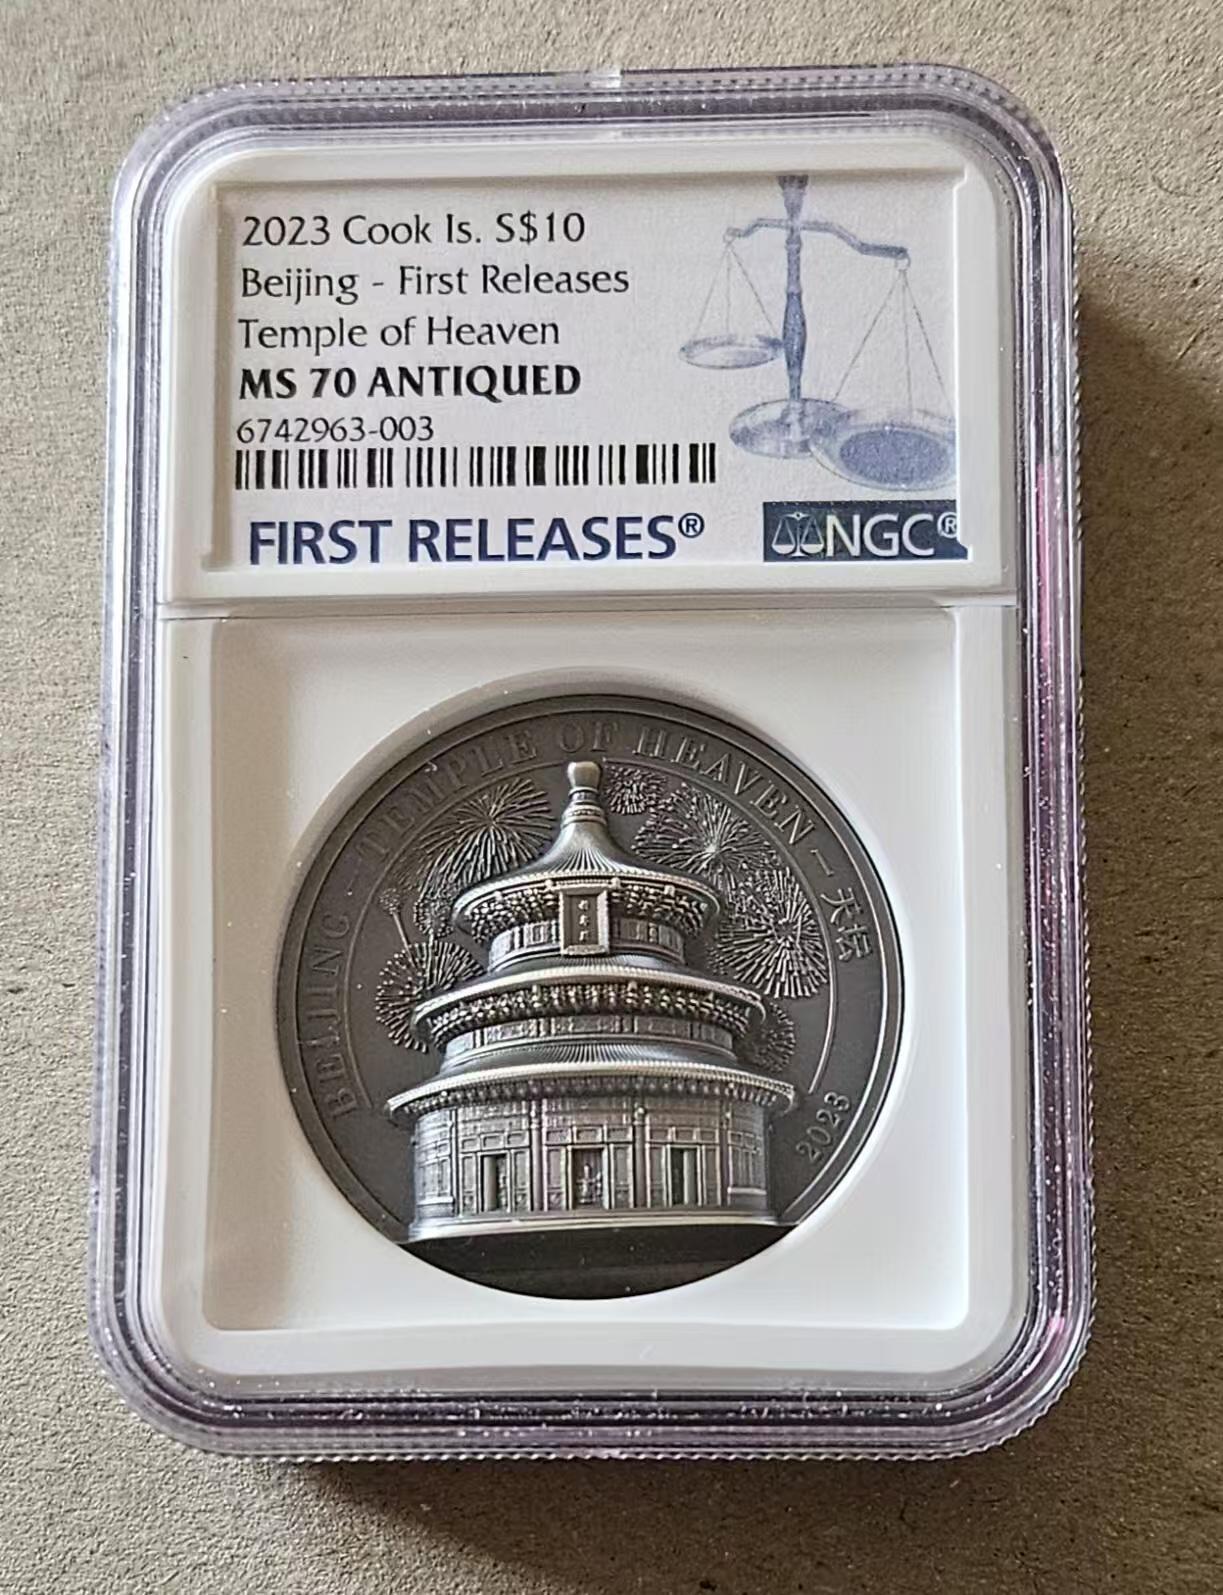 2023 Cook Is. S$10
Beijing - First Releases
Temple of Heaven
MS 70 ANTIQUED
6742963-003
FIRST RELEASES®
NGC®
BEIJING - TEMPLE OF HEAVEN - 天坛
2023